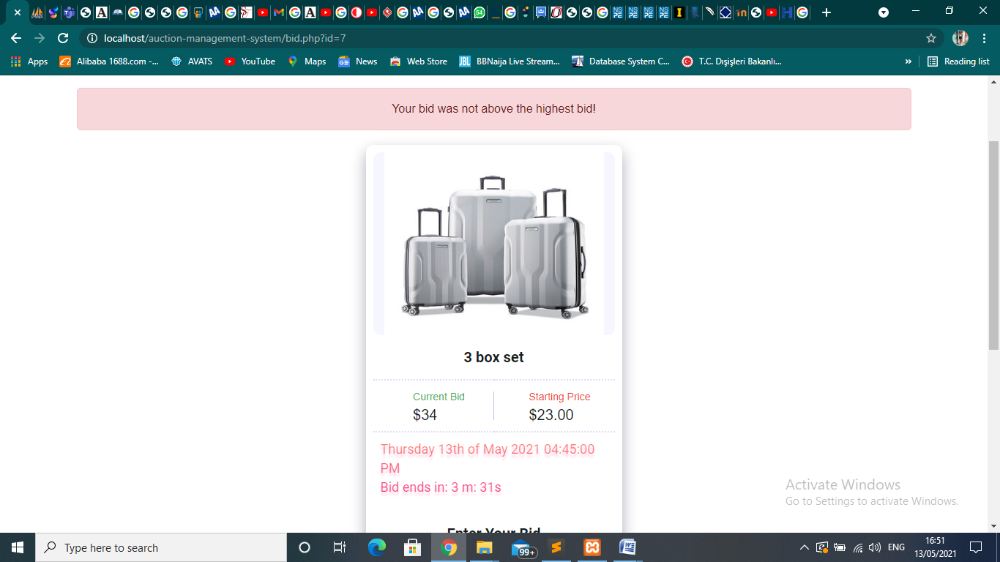 localhost/auction-management-system/bid.php?id=7
Apps
Alibaba 1688.com -...
AVATS
YouTube
Maps
GE
News
Web Store
JBL
BBNaija Live Stream...
Database System C...
T.C. Dışişleri Bakanlı...
»
Reading list
Your bid was not above the highest bid!
3 box set
Current Bid
Starting Price
$34
$23.00
Thursday 13th of May 2021 04:45:00
PM
Bid ends in: 3 m: 31s
Activate Windows
Go to Settings to activate Windows.
Type here to search
99+
ENG
16:51
13/05/2021